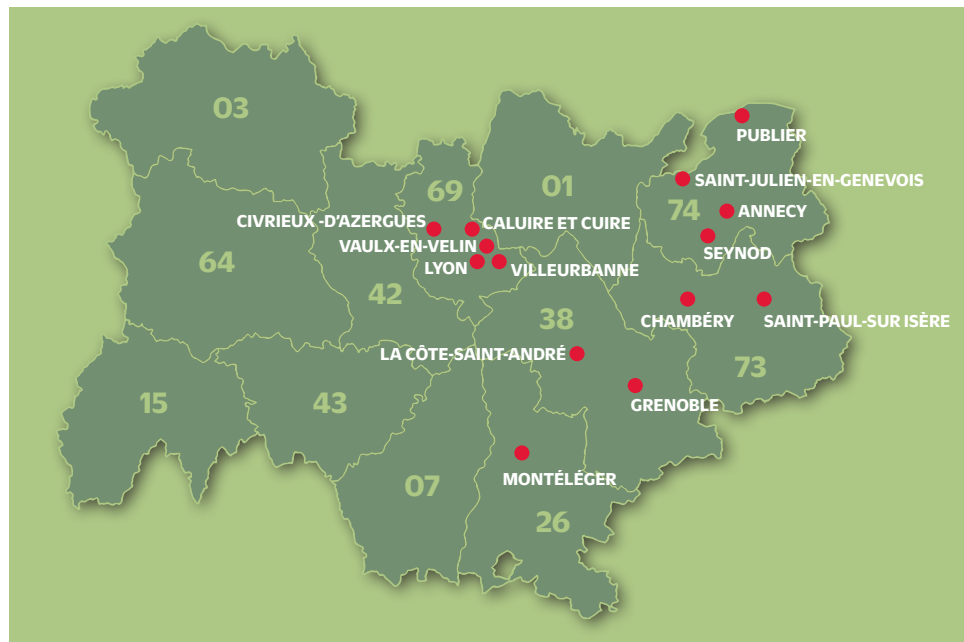 03
PUBLIER
69
01
SAINT-JULIEN-EN-GENEVOIS
74
ANNECY
CIVRIEUX -D'AZERGUES
CALUIRE ET CUIRE
VAULX-EN-VELIN
SEYNOD
64
LYON
VILLEURBANNE
42
38
CHAMBÉRY
SAINT-PAUL-SUR ISÈRE
LA CÔTE-SAINT-ANDRÉ
73
15
43
GRENOBLE
MONTÉLÉGER
07
26